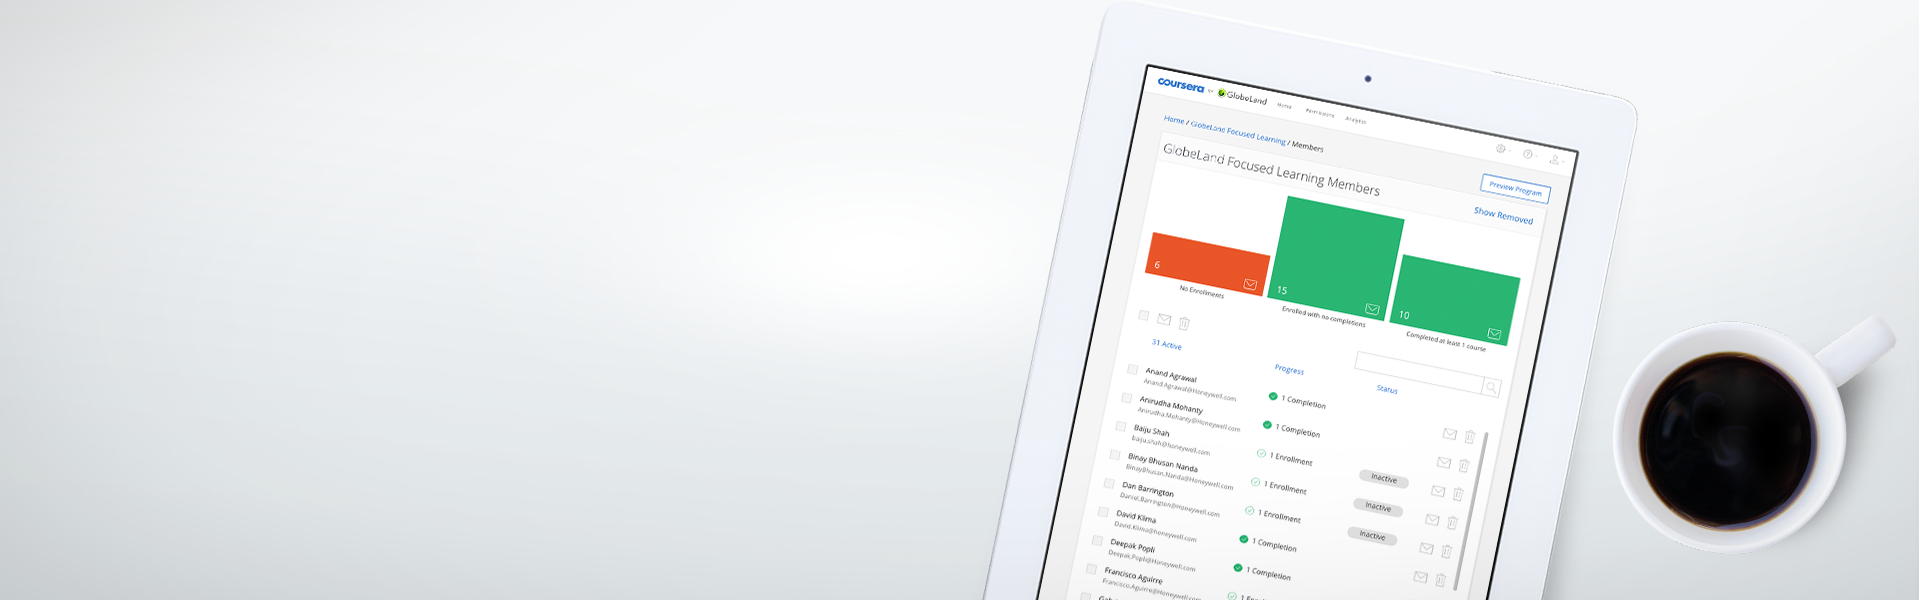 coursera for GlobeLand Home Permissions Analytics
Home / GlobeLand Focused Learning / Members
GlobeLand Focused Learning Members
Preview Program
Show Removed
6
No Enrollments
15
Enrolled with no completions
10
Completed at least 1 course
31 Active
Progress
Status
Anand Agrawal
Anand.Agrawal@Honeywell.com
1 Completion
Anirudha Mohanty
Anirudha.Mohanty@Honeywell.com
1 Completion
Baiju Shah
baiju.shah@honeywell.com
1 Enrollment
Inactive
Binay Bhusan Nanda
BinayBhusan.Nanda@Honeywell.com
1 Enrollment
Inactive
Dan Barrington
Daniel.Barrington@Honeywell.com
1 Enrollment
Inactive
David Klima
David.Klima@honeywell.com
1 Completion
Deepak Popli
Deepak.Popli@Honeywell.com
1 Completion
Francisco Aguirre
Francisco.Aguirre@Honeywell.com
1